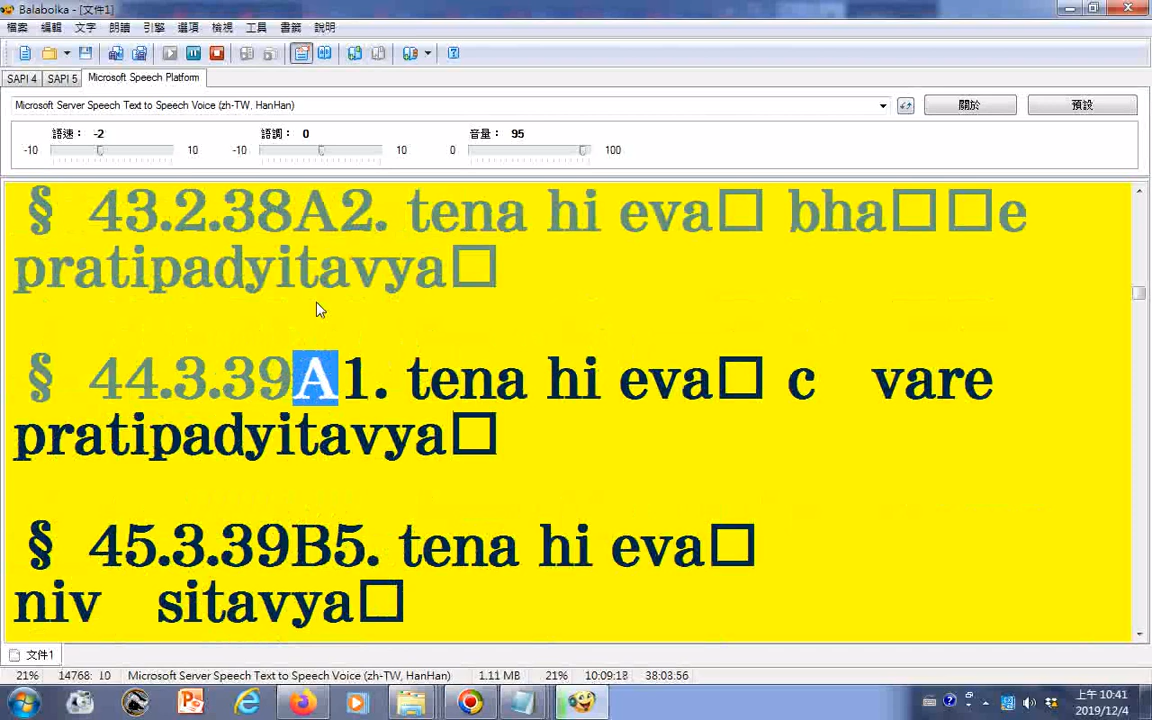 Balabolka - [文件1]
檔案 編輯 文字 朗讀 引擎 選項 檢視 工具 書籤 說明
SAPI 4 SAPI 5 Microsoft Speech Platform
Microsoft Server Speech Text to Speech Voice (zh-TW, HanHan) 關於 預設
語速： -2 語調： 0 音量： 95
-10 10 -10 10 0 100
§ 43.2.38A2. tena hi eva□ bha□□e
pratipadyitavya□
§ 44.3.39A1. tena hi eva□ c vare
pratipadyitavya□
§ 45.3.39B5. tena hi eva□
niv sitavya□
文件1
21% 14768: 10 Microsoft Server Speech Text to Speech Voice (zh-TW, HanHan) 1.11 MB 21% 10:09:18 38:03:56
上午 10:41
2019/12/4